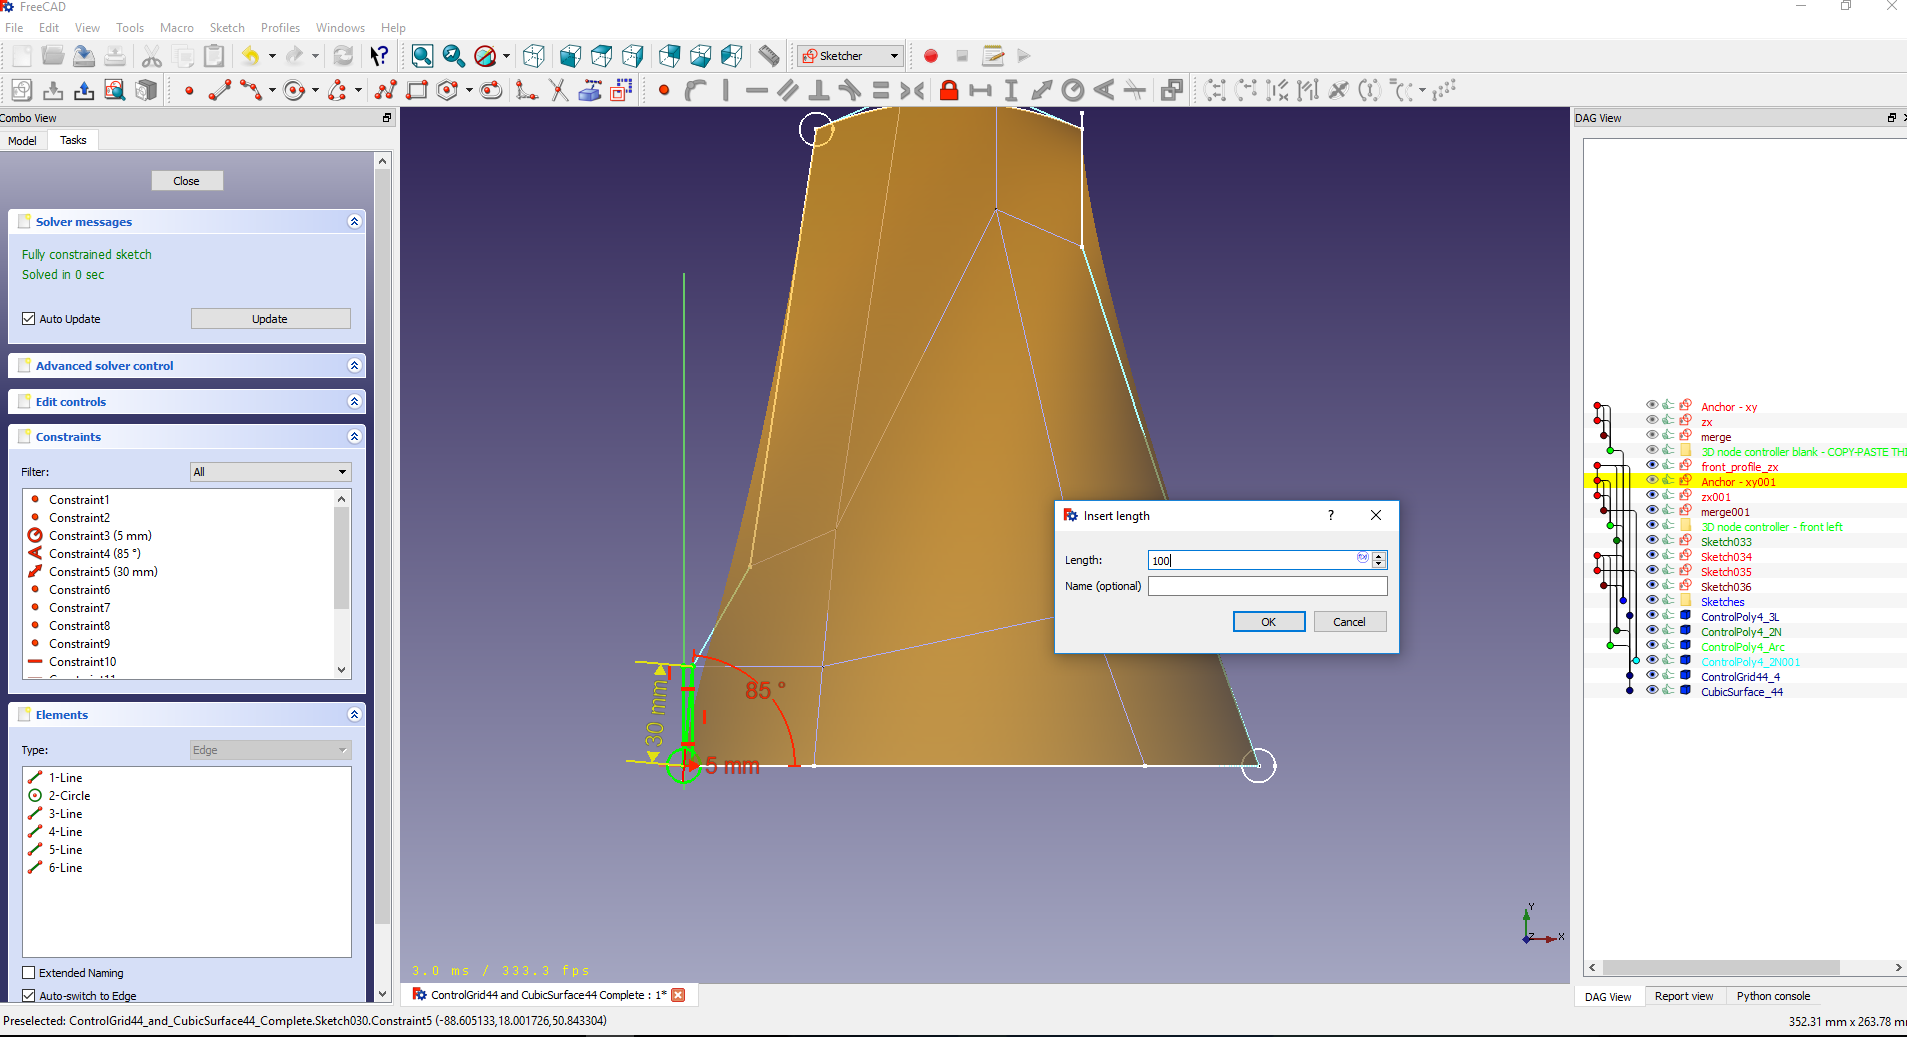 FreeCAD
File Edit View Tools Macro Sketch Profiles Windows Help
Sketcher
Combo View
Model Tasks
Close
Solver messages
Fully constrained sketch
Solved in 0 sec
Auto Update Update
Advanced solver control
Edit controls
Constraints
Filter: All
Constraint1
Constraint2
Constraint3 (5 mm)
Constraint4 (85 °)
Constraint5 (30 mm)
Constraint6
Constraint7
Constraint8
Constraint9
Constraint10
Elements
Type: Edge
1-Line
2-Circle
3-Line
4-Line
5-Line
6-Line
Extended Naming
Auto-switch to Edge
30 mm
85 °
5 mm
Insert length
?
Length: 100
Name (optional)
OK Cancel
Y
Z X
3.0 ms / 333.3 fps
ControlGrid44 and CubicSurface44 Complete : 1*
DAG View
Anchor - xy
zx
merge
3D node controller blank - COPY-PASTE THI
front_profile_zx
Anchor - xy001
zx001
merge001
3D node controller - front left
Sketch033
Sketch034
Sketch035
Sketch036
Sketches
ControlPoly4_3L
ControlPoly4_2N
ControlPoly4_Arc
ControlPoly4_2N001
ControlGrid44_4
CubicSurface_44
DAG View Report view Python console
Preselected: ControlGrid44_and_CubicSurface44_Complete.Sketch030.Constraint5 (-88.605133,18.001726,50.843304)
352.31 mm x 263.78 m